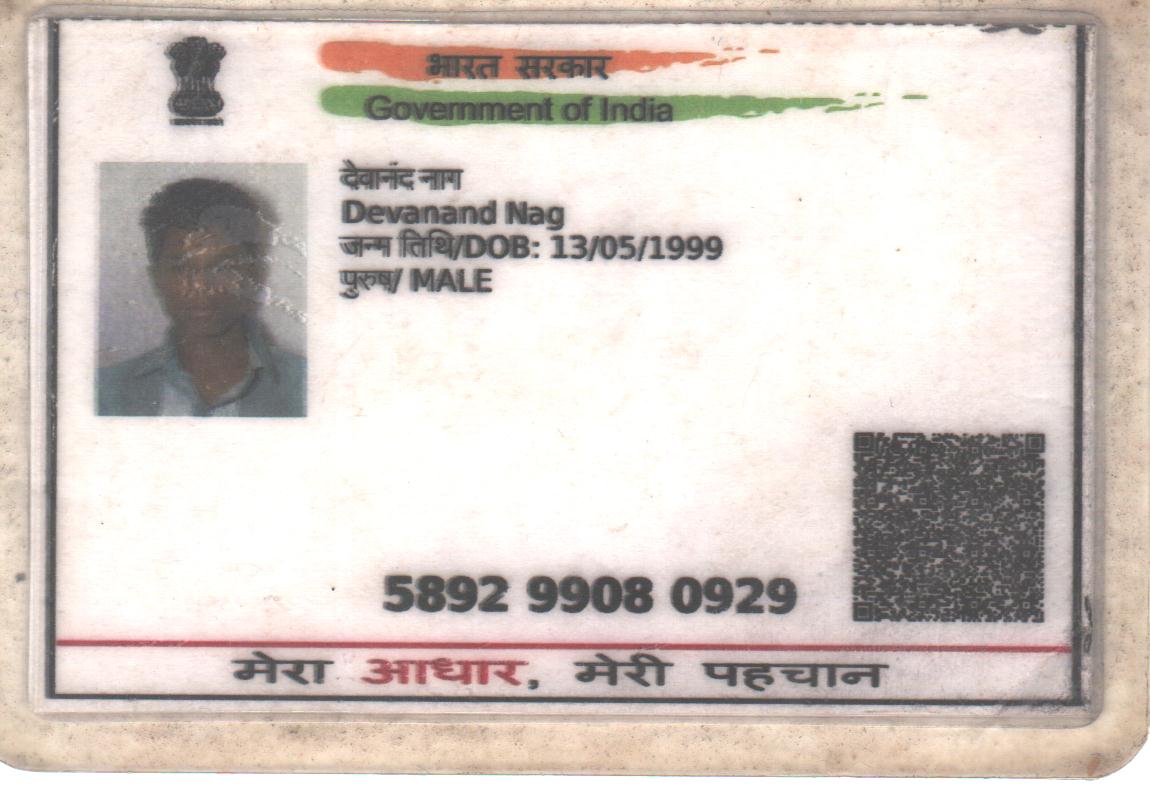 भारत सरकार
Government of India
देवानंद नाग
Devanand Nag
जन्म तिथि/DOB: 13/05/1999
पुरुष/ MALE
5892 9908 0929
मेरा आधार, मेरी पहचान